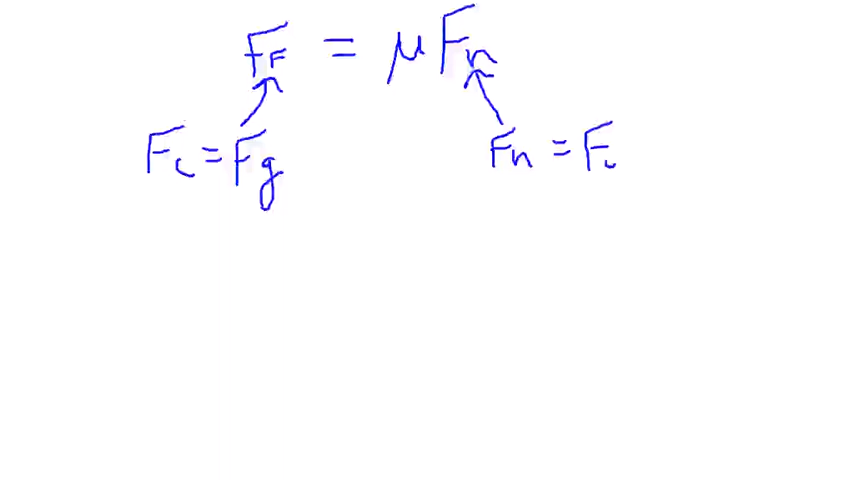 FF = μFn
Fc = Fg Fn = Fc